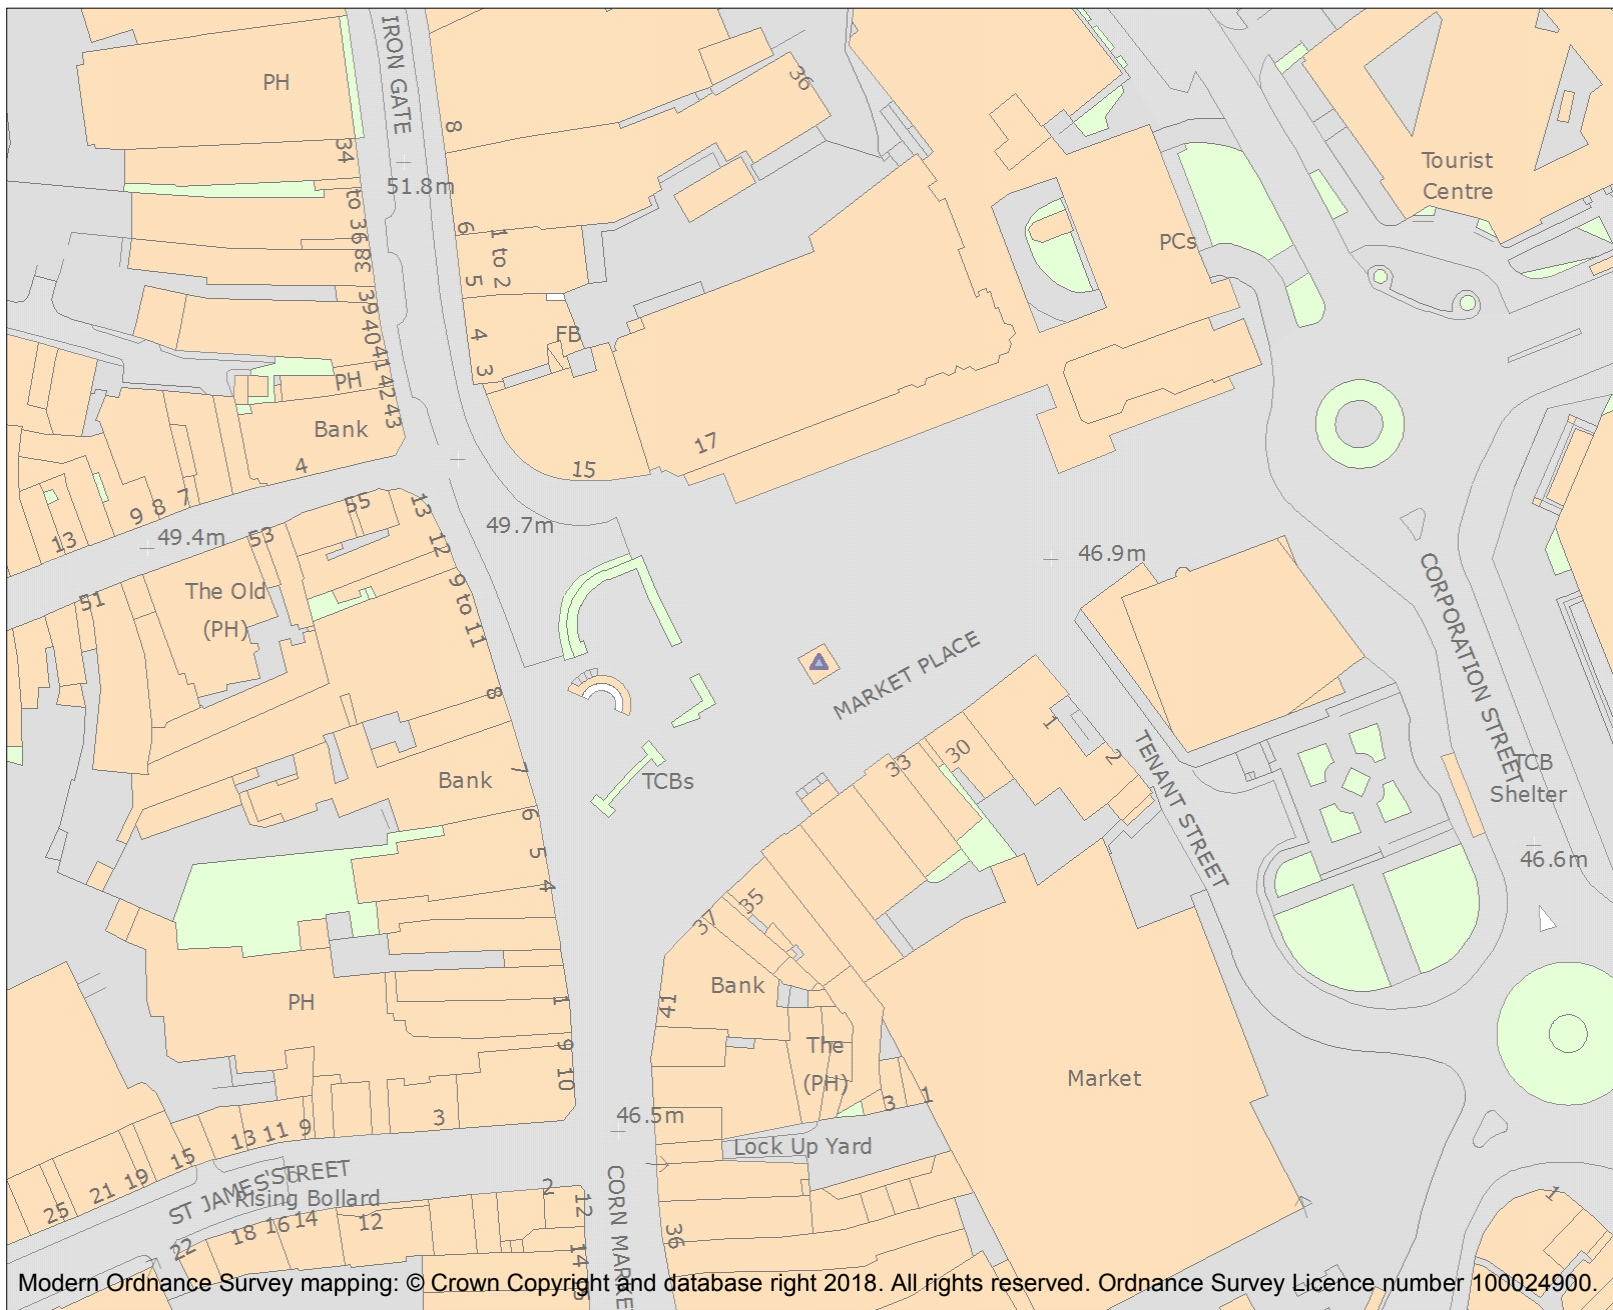 PH
IRON GATE
36
8
34
51.8m
to 36
38
6
1 to 2
5
39
40
41
42
43
4
3
FB
PH
Bank
4
17
15
PCs
Tourist
Centre
9 8 7
13
49.4m
53
55
13
12
49.7m
46.9m
The Old
(PH)
51
9 to 11
8
MARKET PLACE
CORPORATION STREET
7
Bank
TCBs
6
5
4
33
30
1
2
TENANT STREET
TCB
Shelter
46.6m
37
35
Bank
41
PH
1
9
10
The
(PH)
3
1
Market
46.5m
Lock Up Yard
3
9
11
13
15
19
21
25
ST JAMES'STREET
Rising Bollard
2
12
14
16
18
22
12
14
CORN MARKE
36
1
Modern Ordnance Survey mapping: © Crown Copyright and database right 2018. All rights reserved. Ordnance Survey Licence number 100024900.